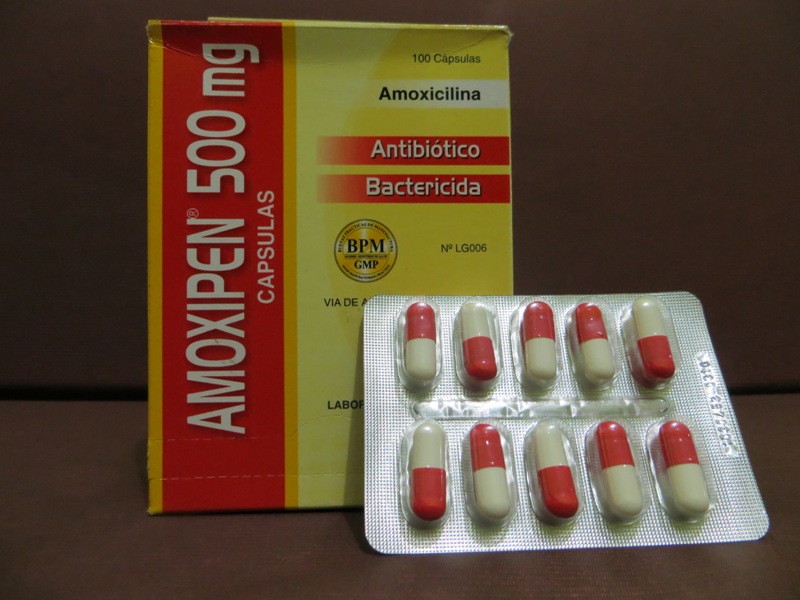 AMOXIPEN® 500 mg
CAPSULAS
100 Cápsulas
Amoxicilina
Antibiótico
Bactericida
BPM
GMP
Nº LG006
VIA DE A
LABOR